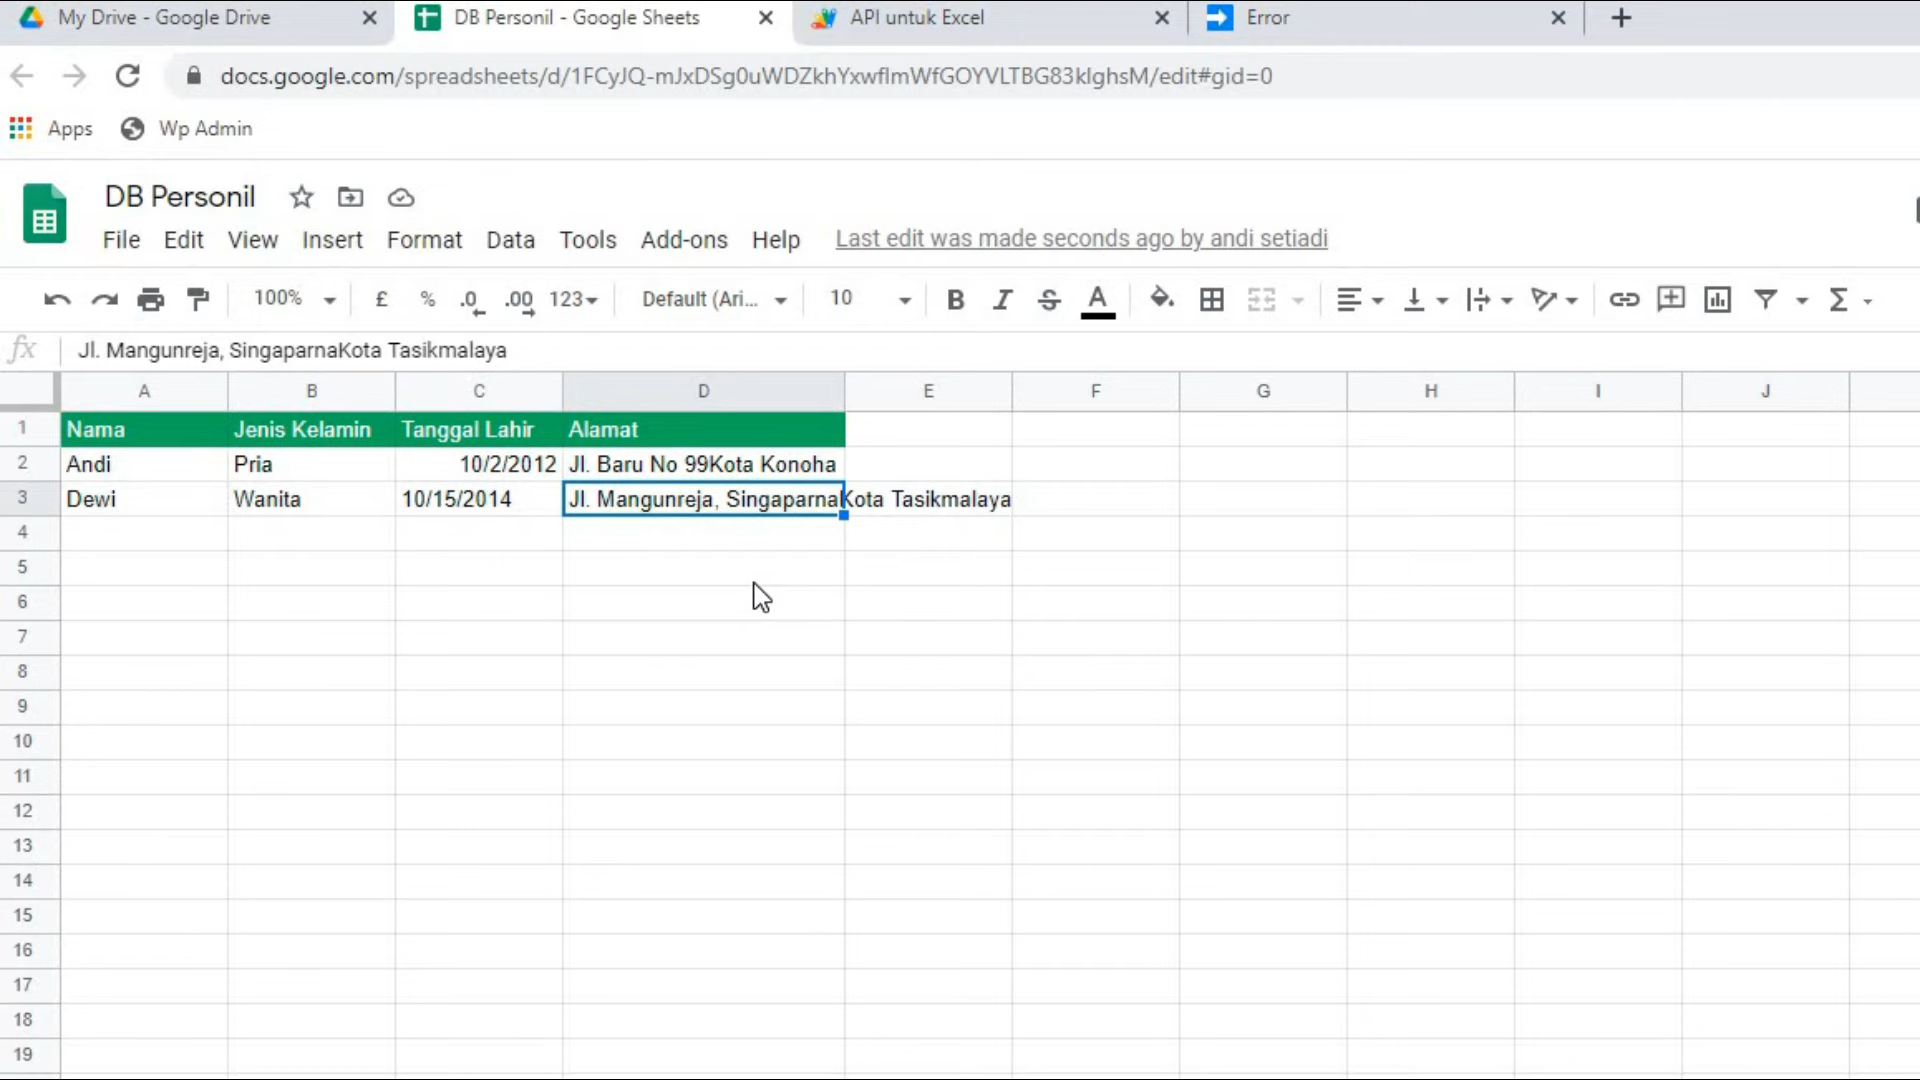 My Drive - Google Drive
DB Personil - Google Sheets
API untuk Excel
Error
docs.google.com/spreadsheets/d/1FCyJQ-mJxDSg0uWDZkhYxwflmWfGOYVLTBG83klghsM/edit#gid=0
Apps
Wp Admin
DB Personil
File Edit View Insert Format Data Tools Add-ons Help Last edit was made seconds ago by andi setiadi
100% £ % .0 .00 123 Default (Ari... 10 B I S A Σ
fx Jl. Mangunreja, SingaparnaKota Tasikmalaya
A B C D E F G H I J
1 Nama Jenis Kelamin Tanggal Lahir Alamat
2 Andi Pria 10/2/2012 Jl. Baru No 99Kota Konoha
3 Dewi Wanita 10/15/2014 Jl. Mangunreja, SingaparnaKota Tasikmalaya
4
5
6
7
8
9
10
11
12
13
14
15
16
17
18
19